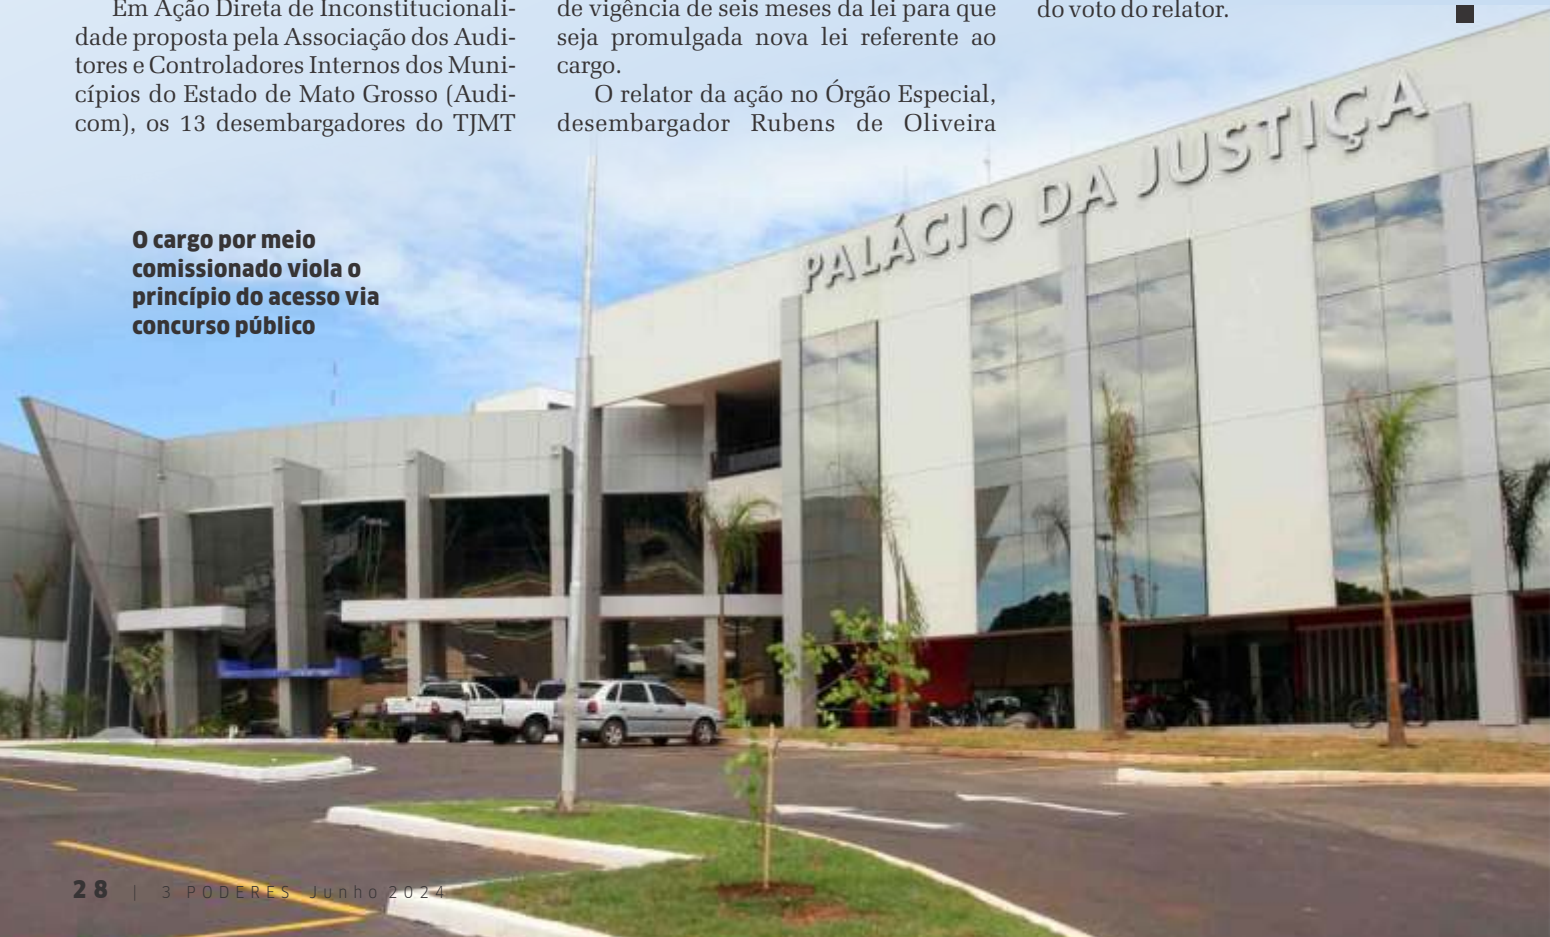 Em Ação Direta de Inconstitucionali-
dade proposta pela Associação dos Audi-
tores e Controladores Internos dos Muni-
cípios do Estado de Mato Grosso (Audi-
com), os 13 desembargadores do TJMT
de vigência de seis meses da lei para que
seja promulgada nova lei referente ao
cargo.
O relator da ação no Órgão Especial,
desembargador Rubens de Oliveira
do voto do relator.
O cargo por meio
comissionado viola o
princípio do acesso via
concurso público
PALÁCIO DA JUSTIÇA
28 | 3 PODERES Junho 2024